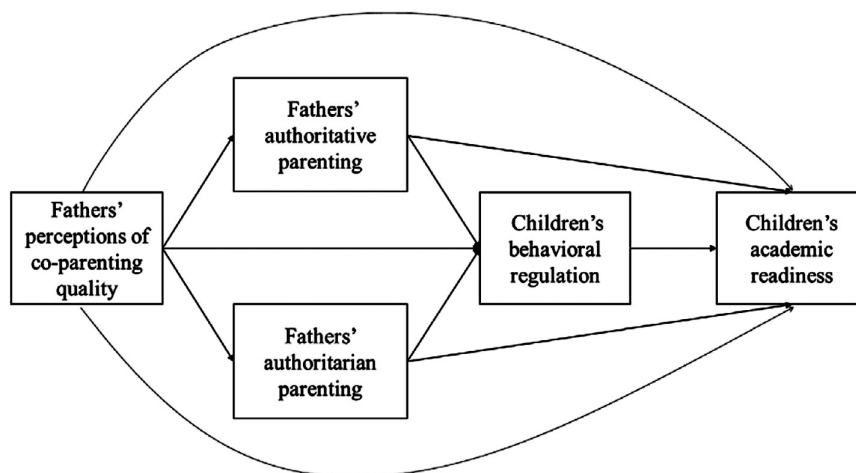 Fathers’
authoritative
parenting
Fathers’
perceptions of
co-parenting
quality
Children’s
behavioral
regulation
Children’s
academic
readiness
Fathers’
authoritarian
parenting